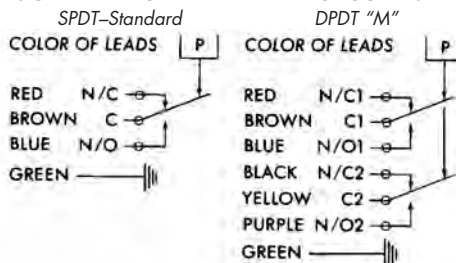 SPDT–Standard
COLOR OF LEADS P
RED N/C
BROWN C
BLUE N/O
GREEN
DPDT “M”
COLOR OF LEADS P
RED N/C1
BROWN C1
BLUE N/O1
BLACK N/C2
YELLOW C2
PURPLE N/O2
GREEN